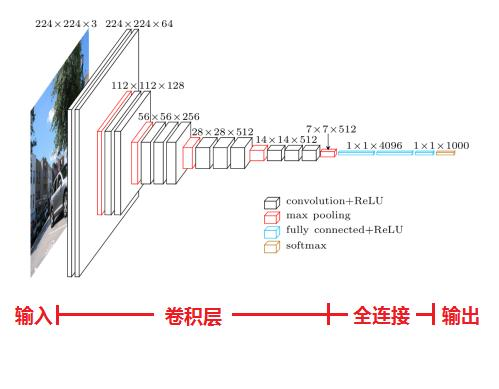 224×224×3 224×224×64
112×112×128
56×56×256
28×28×512
14×14×512
7×7×512
1×1×4096 1×1×1000
convolution+ReLU
max pooling
fully connected+ReLU
softmax
输入 卷积层 全连接 输出